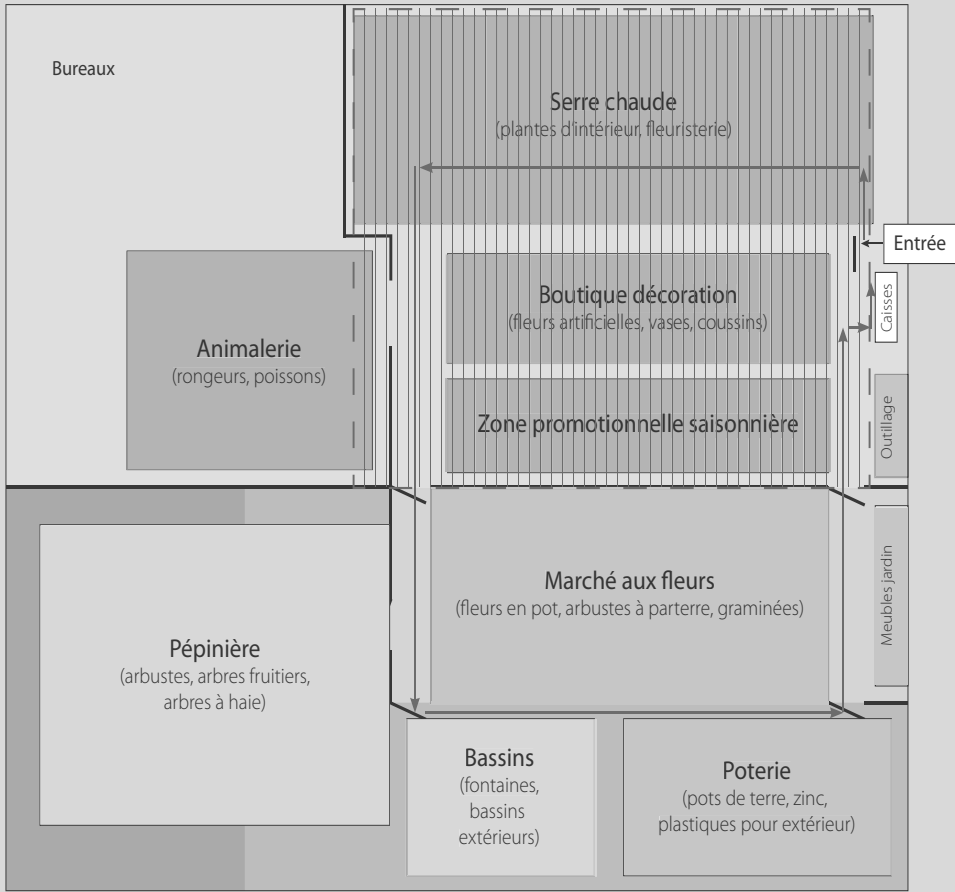 Bureaux
Serre chaude
(plantes d'intérieur, fleuristerie)
Entrée
Boutique décoration
(fleurs artificielles, vases, coussins)
Caisses
Animalerie
(rongeurs, poissons)
Zone promotionnelle saisonnière
Outillage
Marché aux fleurs
(fleurs en pot, arbustes à parterre, graminées)
Meubles jardin
Pépinière
(arbustes, arbres fruitiers,
arbres à haie)
Bassins
(fontaines,
bassins
extérieurs)
Poterie
(pots de terre, zinc,
plastiques pour extérieur)